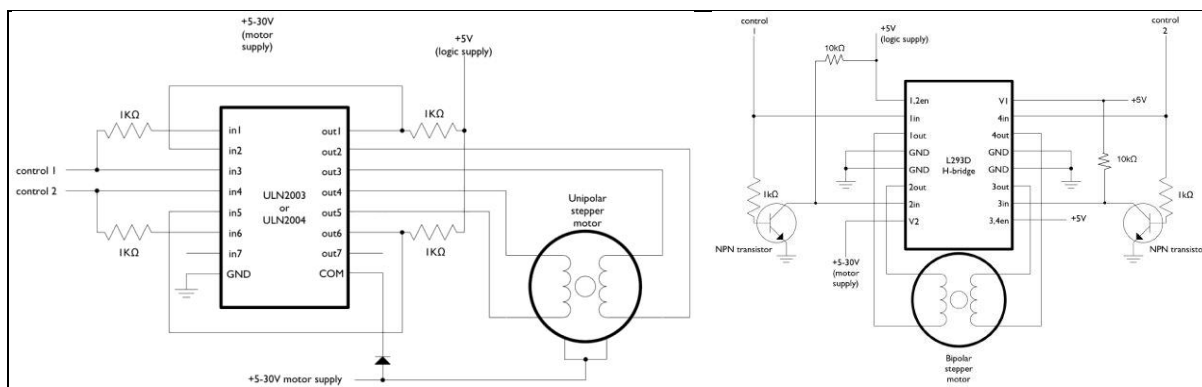 +5-30V
(motor
supply)
+5V
(logic supply)
1KΩ
1KΩ
in1
in2
in3
in4
in5
in6
in7
GND
ULN2003
or
ULN2004
out1
out2
out3
out4
out5
out6
out7
COM
control 1
control 2
1KΩ
1KΩ
Unipolar
stepper
motor
+5-30V motor supply
control
1
control
2
10kΩ
+5V
(logic supply)
1,2en
1in
1out
GND
GND
2out
2in
V2
L293D
H-bridge
V1
4in
4out
GND
GND
3out
3in
3,4en
+5V
10kΩ
1kΩ
1kΩ
NPN transistor
NPN transistor
+5V
+5-30V
(motor
supply)
Bipolar
stepper
motor